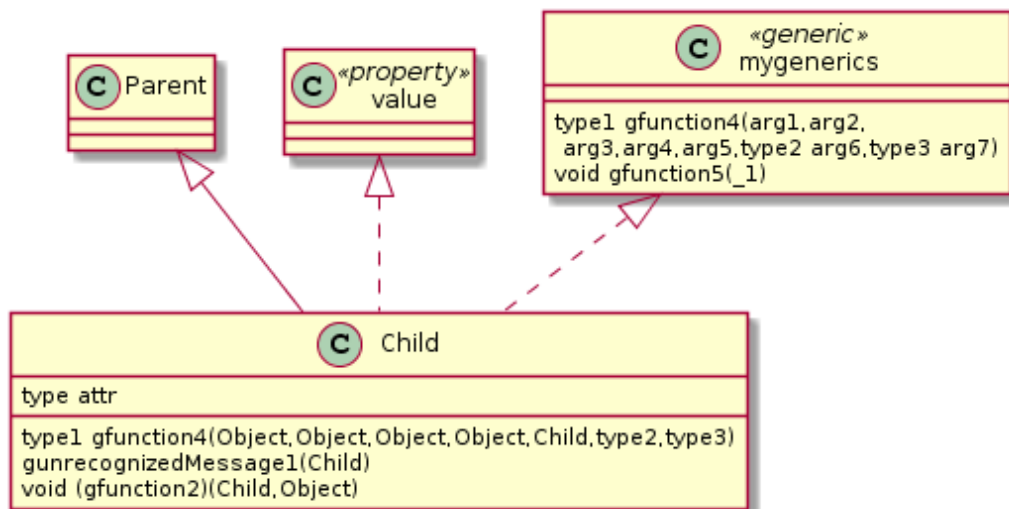 C Parent
C «property»
value
C «generic»
mygenerics
type1 gfunction4(arg1,arg2,
arg3,arg4,arg5,type2 arg6,type3 arg7)
void gfunction5(_1)
C Child
type attr
type1 gfunction4(Object,Object,Object,Object,Child,type2,type3)
gunrecognizedMessage1(Child)
void (gfunction2)(Child,Object)